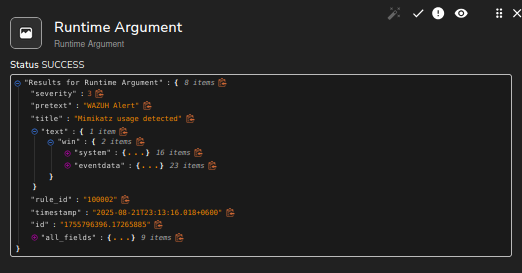 Runtime Argument
Runtime Argument
Status SUCCESS
"Results for Runtime Argument" : { 8 items
"severity" : 3
"pretext" : "WAZUH Alert"
"title" : "Mimikatz usage detected"
"text" : { 1 item
"win" : { 2 items
"system" : {...} 16 items
"eventdata" : {...} 23 items
}
}
"rule_id" : "100002"
"timestamp" : "2025-08-21T23:13:16.018+0600"
"id" : "1755796396.17265885"
"all_fields" : {...} 9 items
}